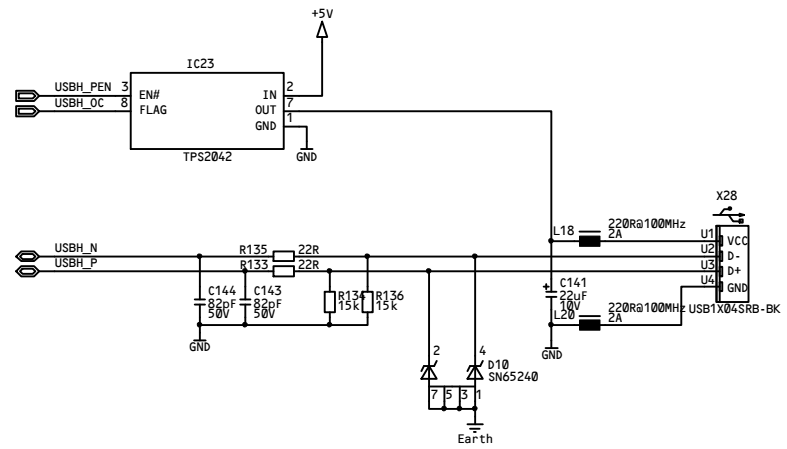 +5V
IC23
USBH_PEN 3 EN# IN 2
USBH_OC 8 FLAG OUT 7
GND 1
TPS2042 GND
X28
L18 220R@100MHz
2A
U1 VCC
USBH_N R135 22R U2 D-
USBH_P R133 22R U3 D+
U4 GND
C144 C143 R134 R136 C141
82pF 82pF 15k 15k 22uF
50V 50V 10V
L20 220R@100MHz USB1X04SRB-BK
2A
GND GND
2 4 D10
SN65240
7 5 3 1
Earth